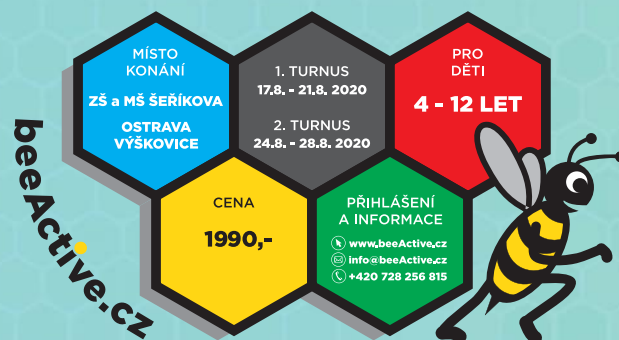 MÍSTO
KONÁNÍ
ZŠ a MŠ ŠEŘÍKOVA
OSTRAVA
VÝŠKOVICE
1. TURNUS
17.8. - 21.8. 2020
2. TURNUS
24.8. - 28.8. 2020
PRO
DĚTI
4 - 12 LET
CENA
1990,-
PŘIHLÁŠENÍ
A INFORMACE
www.beeActive.cz
info@beeActive.cz
+420 728 256 815
beeActive.cz